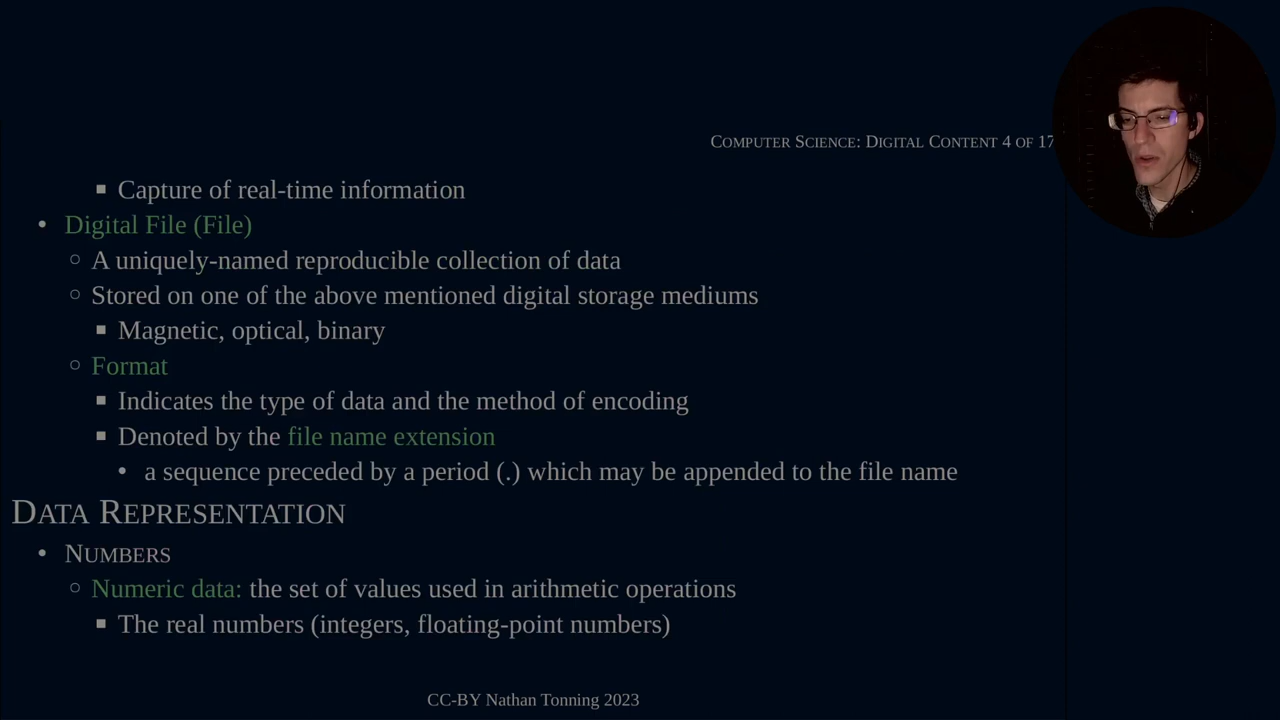 COMPUTER SCIENCE: DIGITAL CONTENT 4 OF 17
▪ Capture of real-time information
• Digital File (File)
○ A uniquely-named reproducible collection of data
○ Stored on one of the above mentioned digital storage mediums
▪ Magnetic, optical, binary
○ Format
▪ Indicates the type of data and the method of encoding
▪ Denoted by the file name extension
• a sequence preceded by a period (.) which may be appended to the file name
DATA REPRESENTATION
• NUMBERS
○ Numeric data: the set of values used in arithmetic operations
▪ The real numbers (integers, floating-point numbers)
CC-BY Nathan Tonning 2023